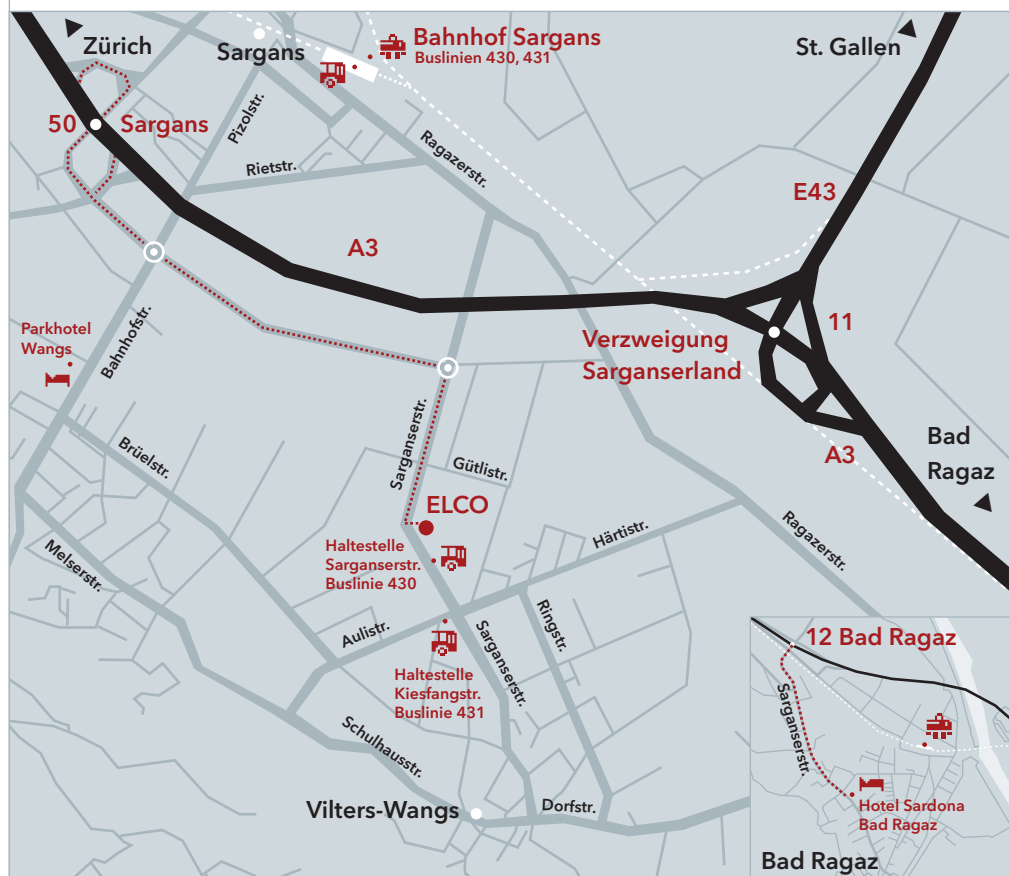 Zürich
Sargans
Bahnhof Sargans
Buslinien 430, 431
St. Gallen
50 Sargans
Pizolstr.
Rietstr.
Ragazerstr.
E43
A3
11
Verzweigung
Sarganserland
Parkhotel
Wangs
Bahnhofstr.
A3
Bad
Ragaz
Brüelstr.
Sarganserstr.
Gütlistr.
ELCO
Ragazerstr.
Härtistr.
Melserstr.
Haltestelle
Sarganserstr.
Buslinie 430
Aulistr.
Sarganserstr.
Ringstr.
Haltestelle
Kiesfangstr.
Buslinie 431
Schulhausstr.
Vilters-Wangs
Dorfstr.
12 Bad Ragaz
Sarganserstr.
Hotel Sardona
Bad Ragaz
Bad Ragaz